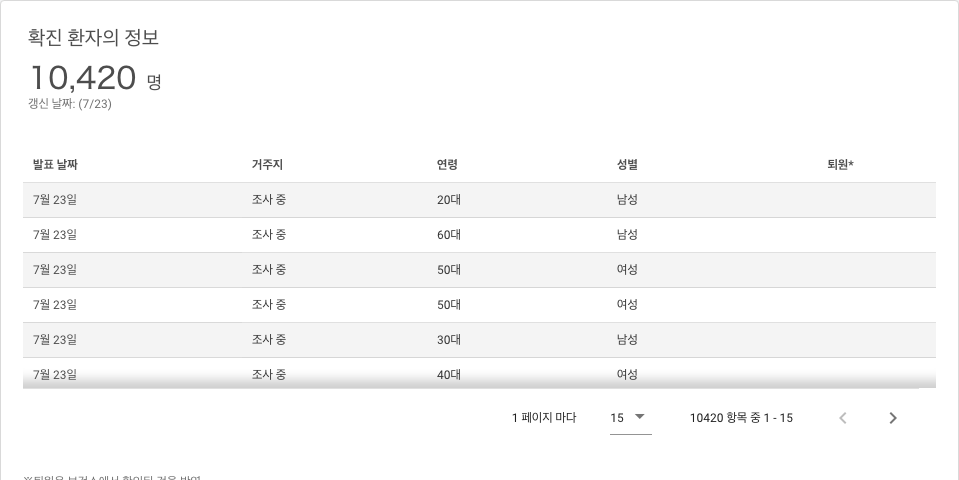 확진 환자의 정보
10,420 명
갱신 날짜: (7/23)
발표 날짜 거주지 연령 성별 퇴원*
7월 23일 조사 중 20대 남성
7월 23일 조사 중 60대 남성
7월 23일 조사 중 50대 여성
7월 23일 조사 중 50대 여성
7월 23일 조사 중 30대 남성
7월 23일 조사 중 40대 여성
1 페이지 마다 15 10420 항목 중 1 - 15